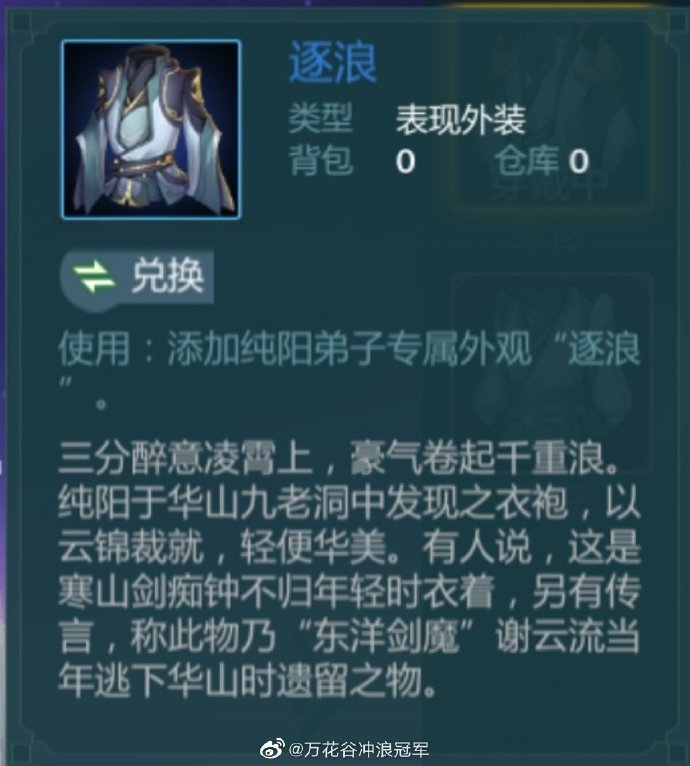 逐浪
类型 表现外装
背包 0 仓库 0
穿戴中
兑换
使用：添加纯阳弟子专属外观“逐浪
”。
三分醉意凌霄上，豪气卷起千重浪。
纯阳于华山九老洞中发现之衣袍，以
云锦裁就，轻便华美。有人说，这是
寒山剑痴钟不归年轻时衣着，另有传
言，称此物乃“东洋剑魔”谢云流当
年逃下华山时遗留之物。
@万花谷冲浪冠军